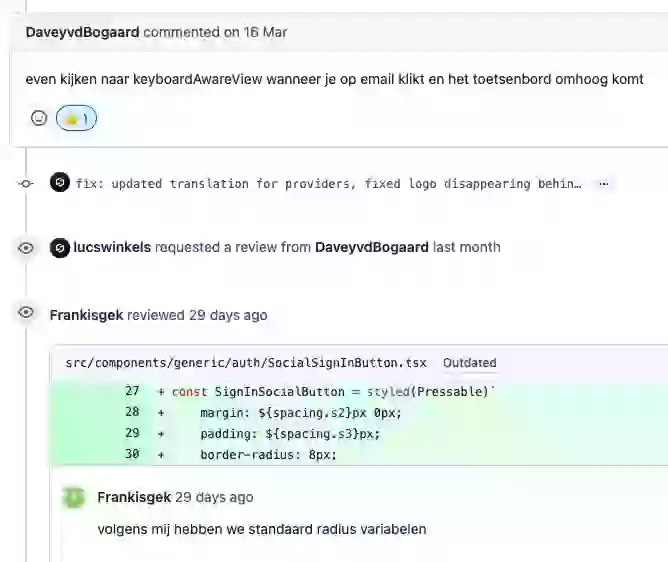 DaveyvdBogaard commented on 16 Mar
even kijken naar keyboardAwareView wanneer je op email klikt en het toetsenbord omhoog komt
👍 1
fix: updated translation for providers, fixed logo disappearing behin… …
lucswinkels requested a review from DaveyvdBogaard last month
Frankisgek reviewed 29 days ago
src/components/generic/auth/SocialSignInButton.tsx Outdated
27 + const SignInSocialButton = styled(Pressable)`
28 + margin: ${spacing.s2}px 0px;
29 + padding: ${spacing.s3}px;
30 + border-radius: 8px;
Frankisgek 29 days ago
volgens mij hebben we standaard radius variabelen